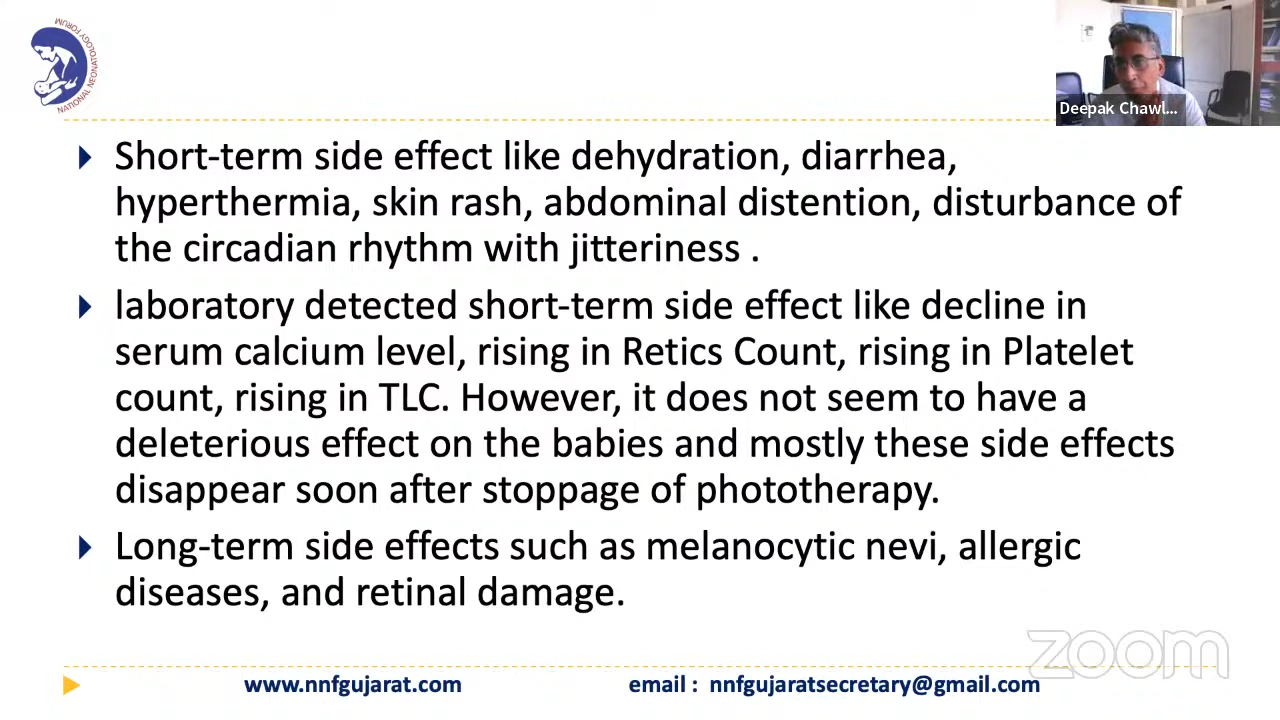 NATIONAL NEONATOLOGY FORUM
Deepak Chawl...
Short-term side effect like dehydration, diarrhea,
hyperthermia, skin rash, abdominal distention, disturbance of
the circadian rhythm with jitteriness .
laboratory detected short-term side effect like decline in
serum calcium level, rising in Retics Count, rising in Platelet
count, rising in TLC. However, it does not seem to have a
deleterious effect on the babies and mostly these side effects
disappear soon after stoppage of phototherapy.
Long-term side effects such as melanocytic nevi, allergic
diseases, and retinal damage.
zoom
www.nnfgujarat.com email : nnfgujaratsecretary@gmail.com